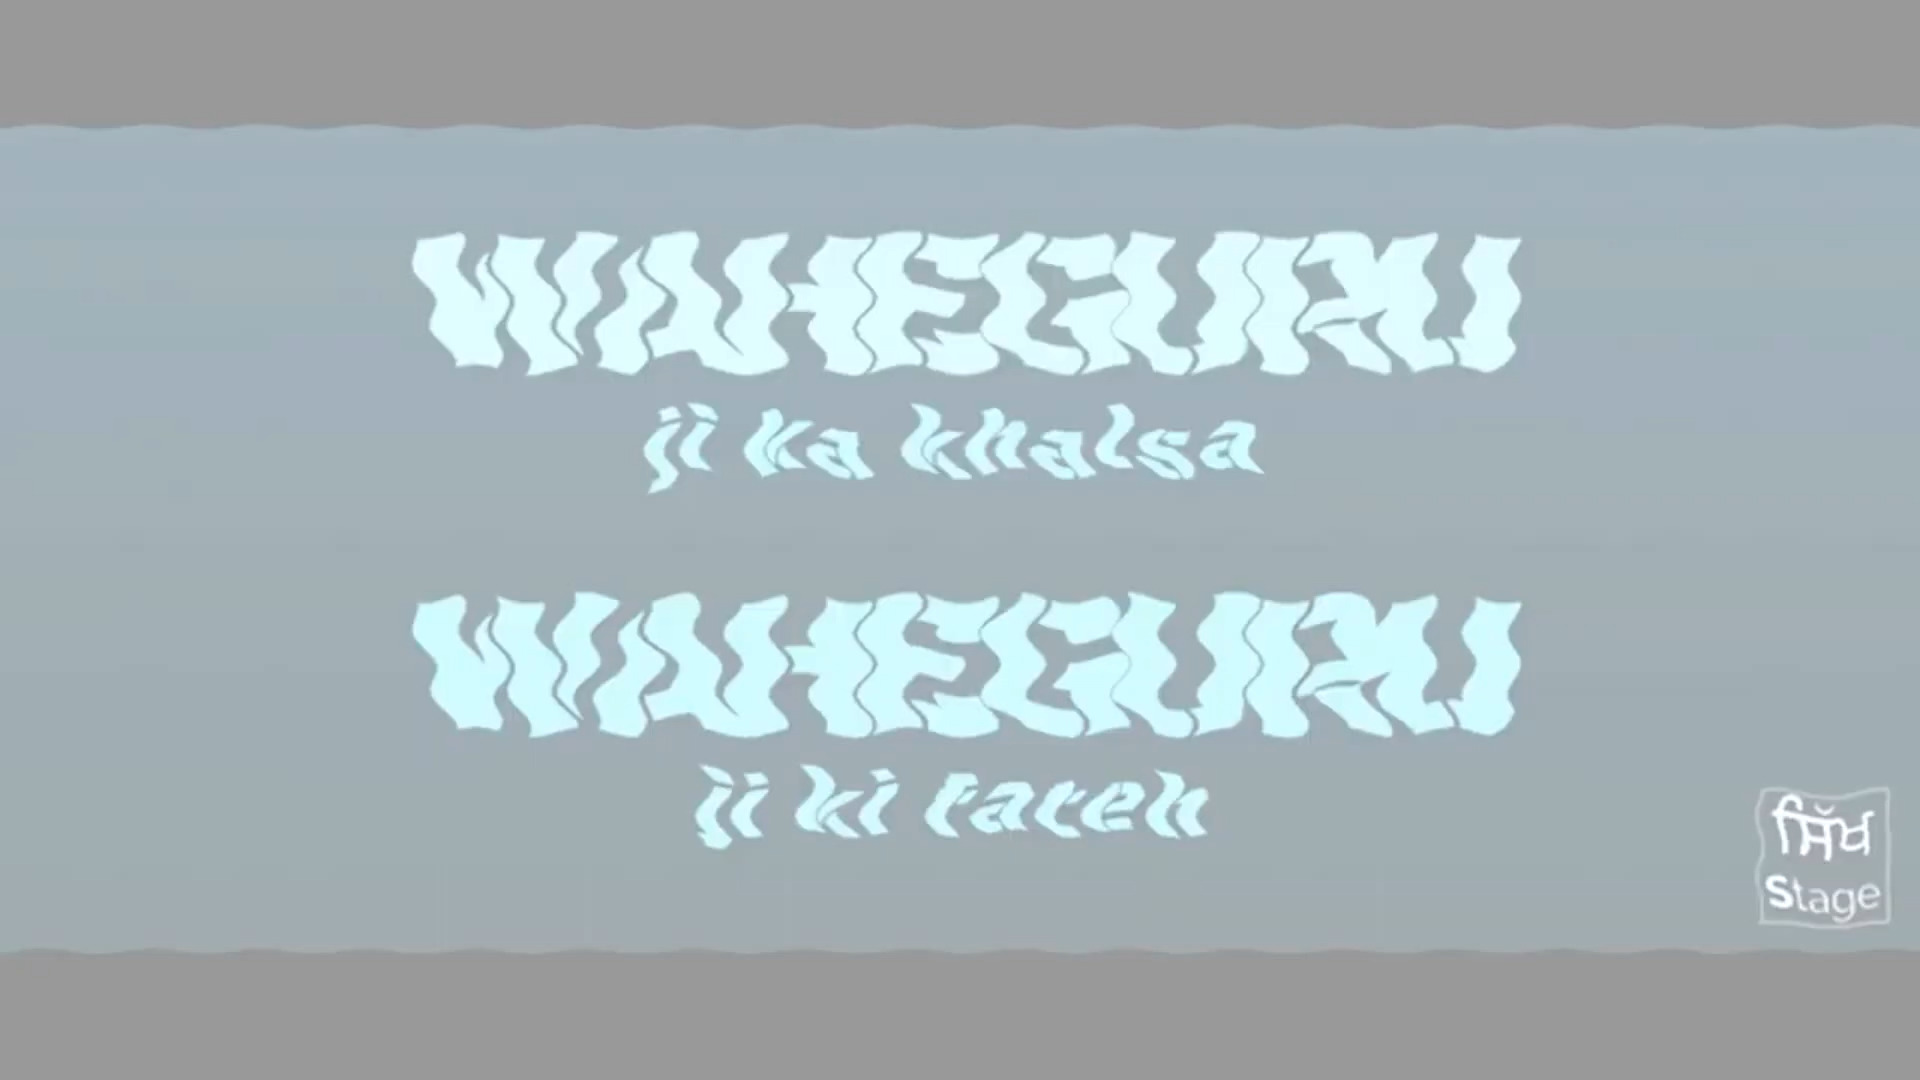 WAHEGURU
ji ka khalsa
WAHEGURU
ji ki fateh
ਸਿੱਖ
Stage